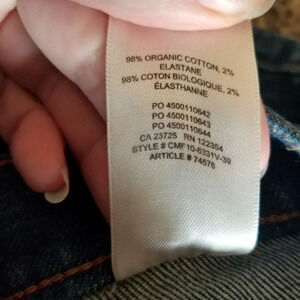 98% ORGANIC COTTON, 2%
ELASTANE
98% COTON BIOLOGIQUE, 2%
ÉLASTHANNE
PO 4500110642
PO 4500110643
PO 4500110644
CA 23725 RN 122354
STYLE # CMF10-6331V-39
ARTICLE # 74576